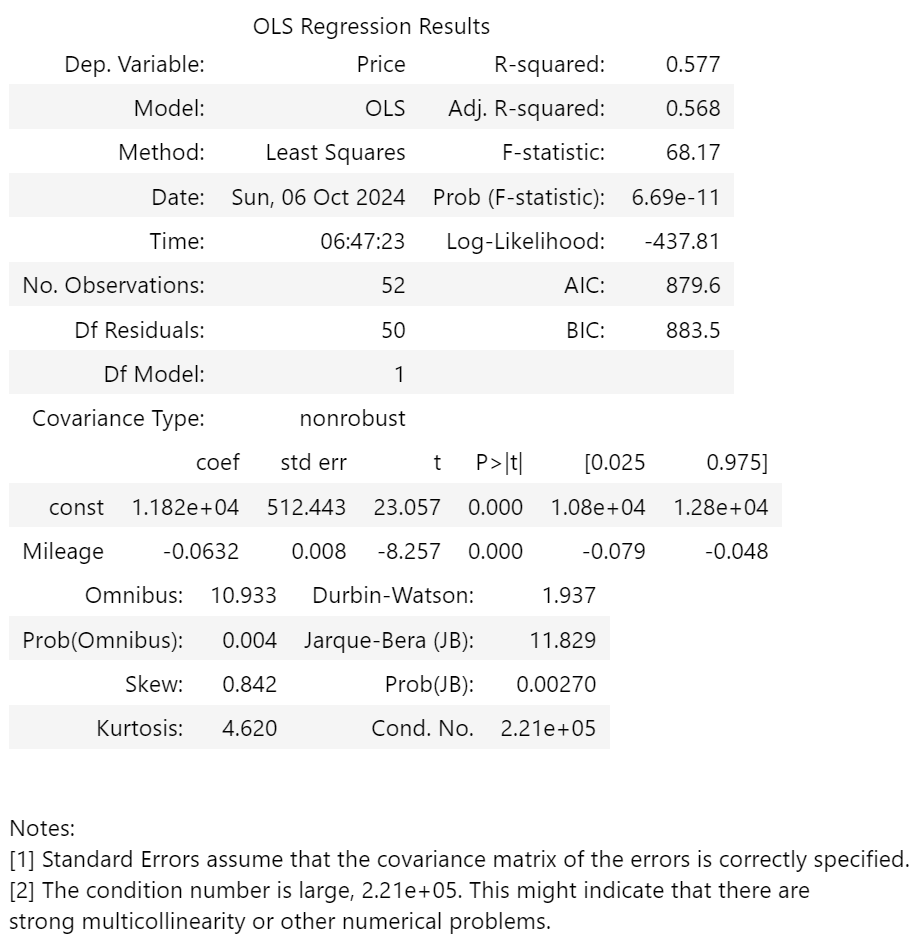 OLS Regression Results
Dep. Variable: Price R-squared: 0.577
Model: OLS Adj. R-squared: 0.568
Method: Least Squares F-statistic: 68.17
Date: Sun, 06 Oct 2024 Prob (F-statistic): 6.69e-11
Time: 06:47:23 Log-Likelihood: -437.81
No. Observations: 52 AIC: 879.6
Df Residuals: 50 BIC: 883.5
Df Model: 1
Covariance Type: nonrobust
coef std err t P>|t| [0.025 0.975]
const 1.182e+04 512.443 23.057 0.000 1.08e+04 1.28e+04
Mileage -0.0632 0.008 -8.257 0.000 -0.079 -0.048
Omnibus: 10.933 Durbin-Watson: 1.937
Prob(Omnibus): 0.004 Jarque-Bera (JB): 11.829
Skew: 0.842 Prob(JB): 0.00270
Kurtosis: 4.620 Cond. No. 2.21e+05
Notes:
[1] Standard Errors assume that the covariance matrix of the errors is correctly specified.
[2] The condition number is large, 2.21e+05. This might indicate that there are
strong multicollinearity or other numerical problems.